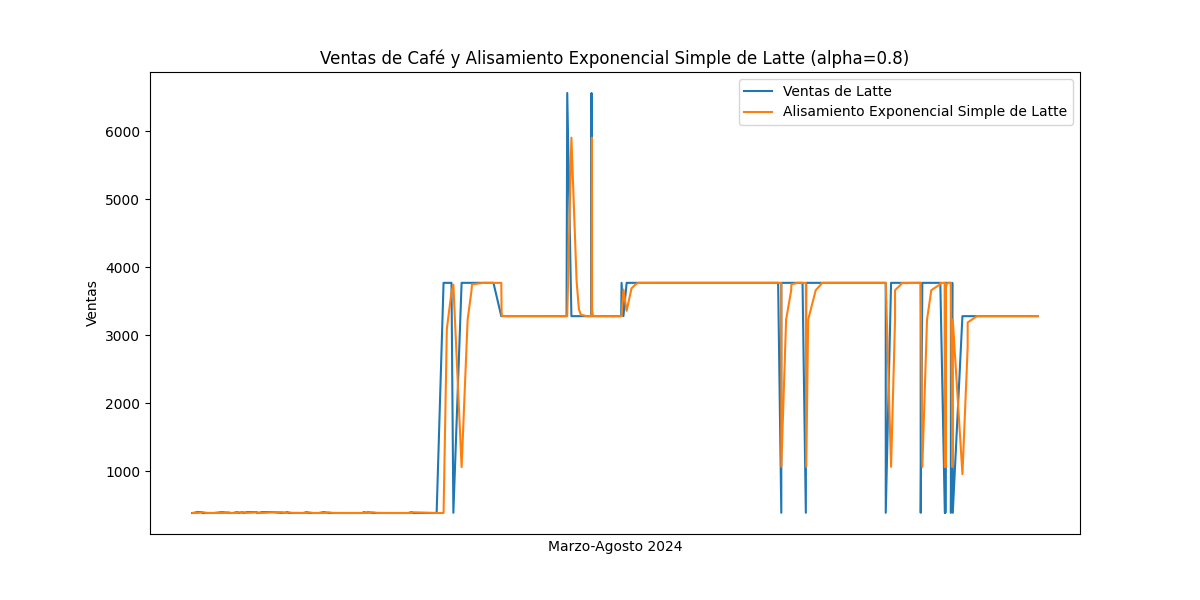 Ventas de Café y Alisamiento Exponencial Simple de Latte (alpha=0.8)
Ventas de Latte
Alisamiento Exponencial Simple de Latte
6000
5000
4000
3000
2000
1000
Ventas
Marzo-Agosto 2024